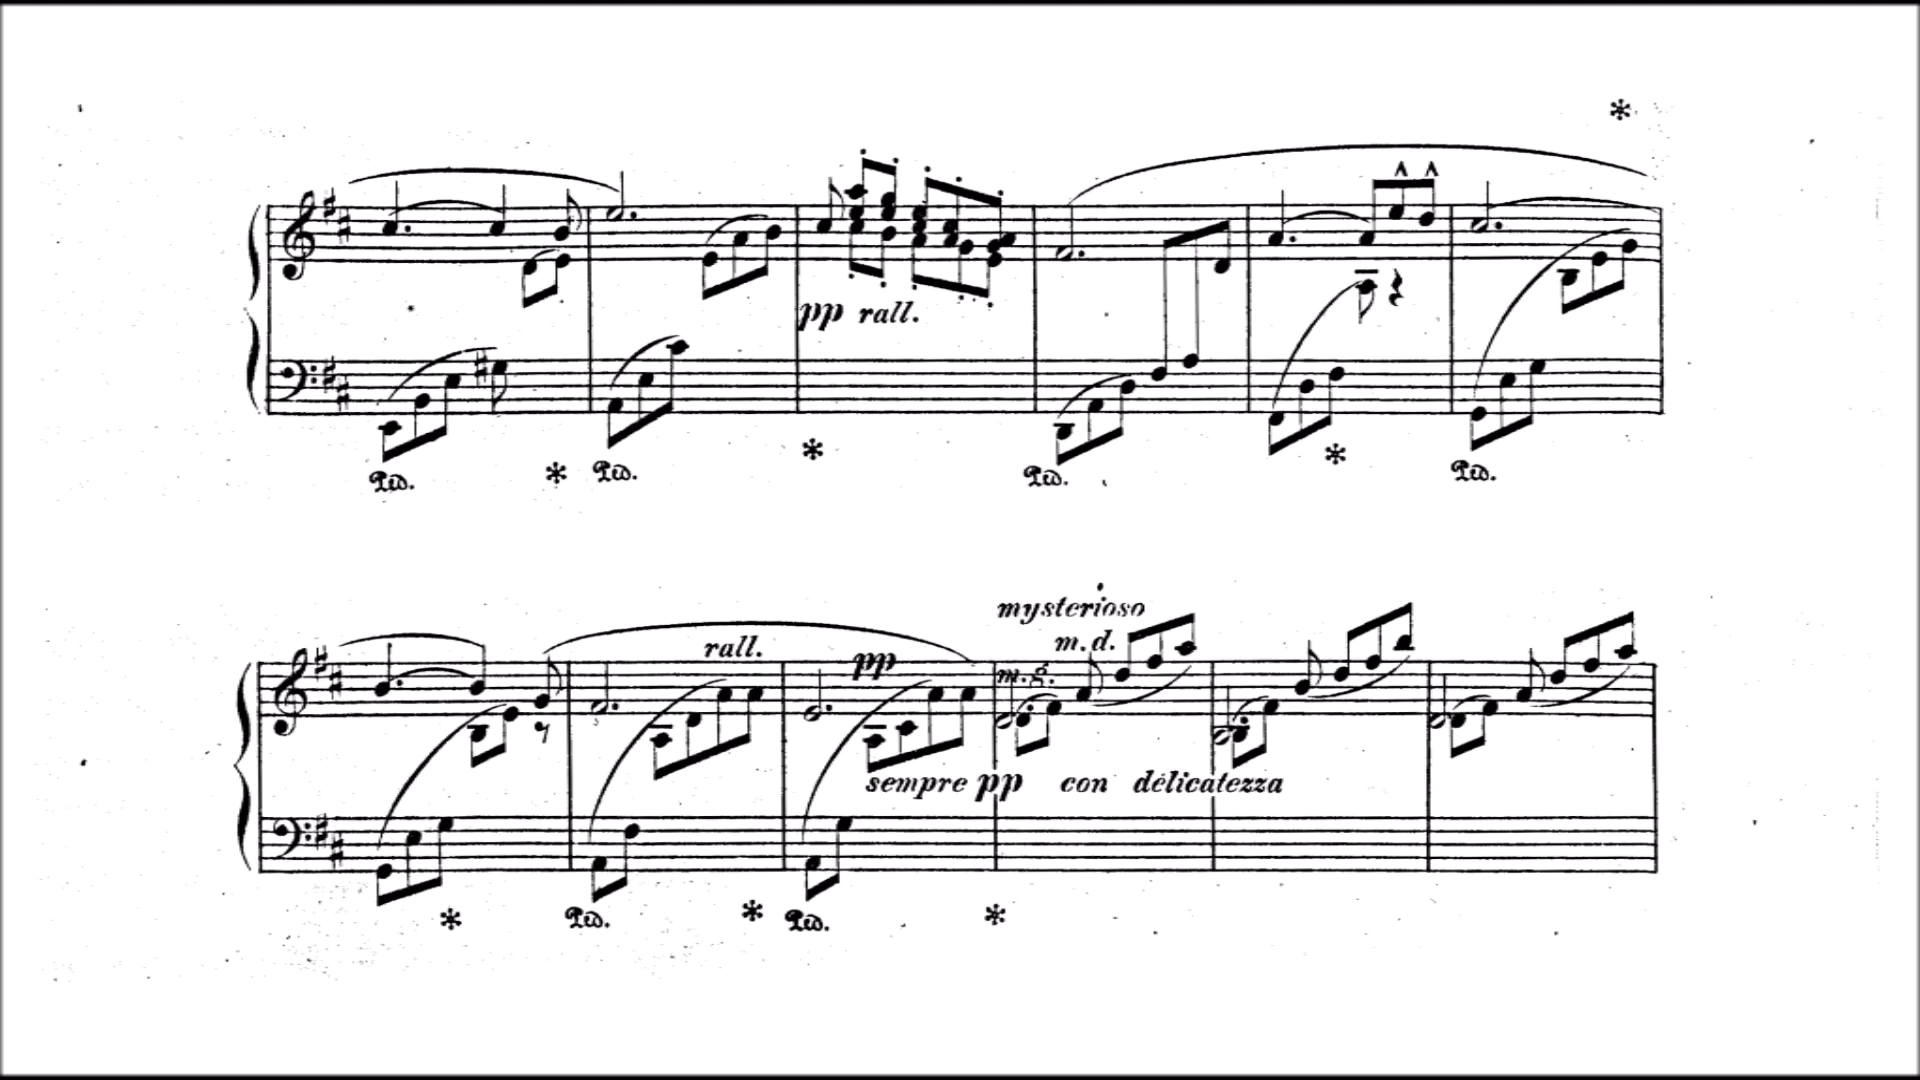 pp rall.
Ped. * Ped. * Ped. * Ped.
mysterioso
rall. m. d.
pp m. g.
sempre pp con délicatezza
* Ped. * Ped. *